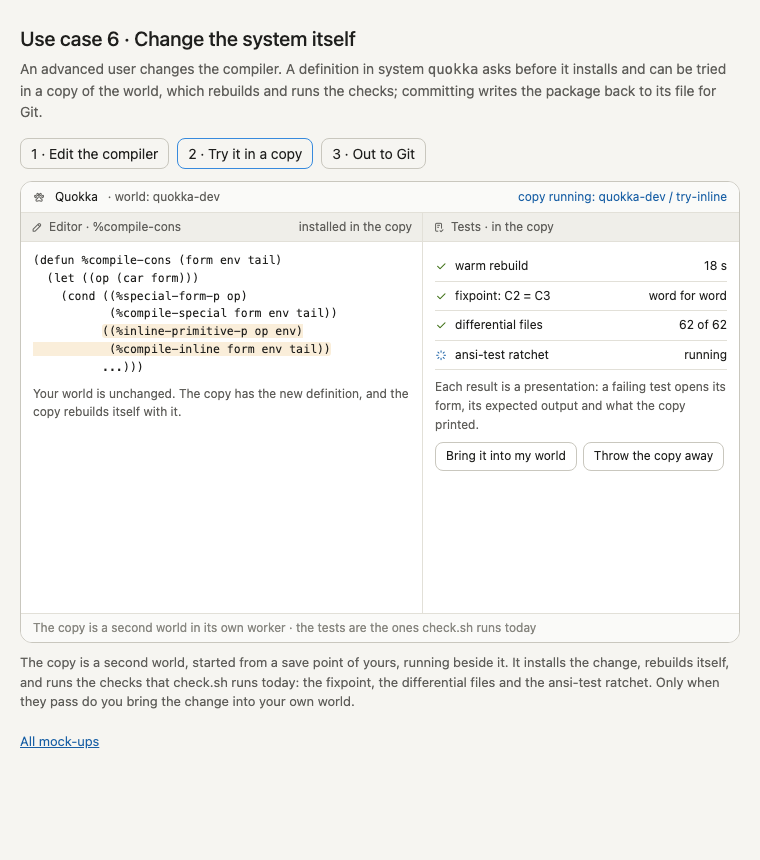 Use case 6 · Change the system itself
An advanced user changes the compiler. A definition in system quokka asks before it installs and can be tried
in a copy of the world, which rebuilds and runs the checks; committing writes the package back to its file for
Git.
1 · Edit the compiler
2 · Try it in a copy
3 · Out to Git
Quokka · world: quokka-dev
copy running: quokka-dev / try-inline
Editor · %compile-cons
installed in the copy
(defun %compile-cons (form env tail)
  (let ((op (car form)))
    (cond ((%special-form-p op)
           (%compile-special form env tail))
          ((%inline-primitive-p op env)
           (%compile-inline form env tail))
          ...)))
Your world is unchanged. The copy has the new definition, and the
copy rebuilds itself with it.
Tests · in the copy
warm rebuild 18 s
fixpoint: C2 = C3 word for word
differential files 62 of 62
ansi-test ratchet running
Each result is a presentation: a failing test opens its
form, its expected output and what the copy
printed.
Bring it into my world
Throw the copy away
The copy is a second world in its own worker · the tests are the ones check.sh runs today
The copy is a second world, started from a save point of yours, running beside it. It installs the change, rebuilds itself,
and runs the checks that check.sh runs today: the fixpoint, the differential files and the ansi-test ratchet. Only when
they pass do you bring the change into your own world.
All mock-ups